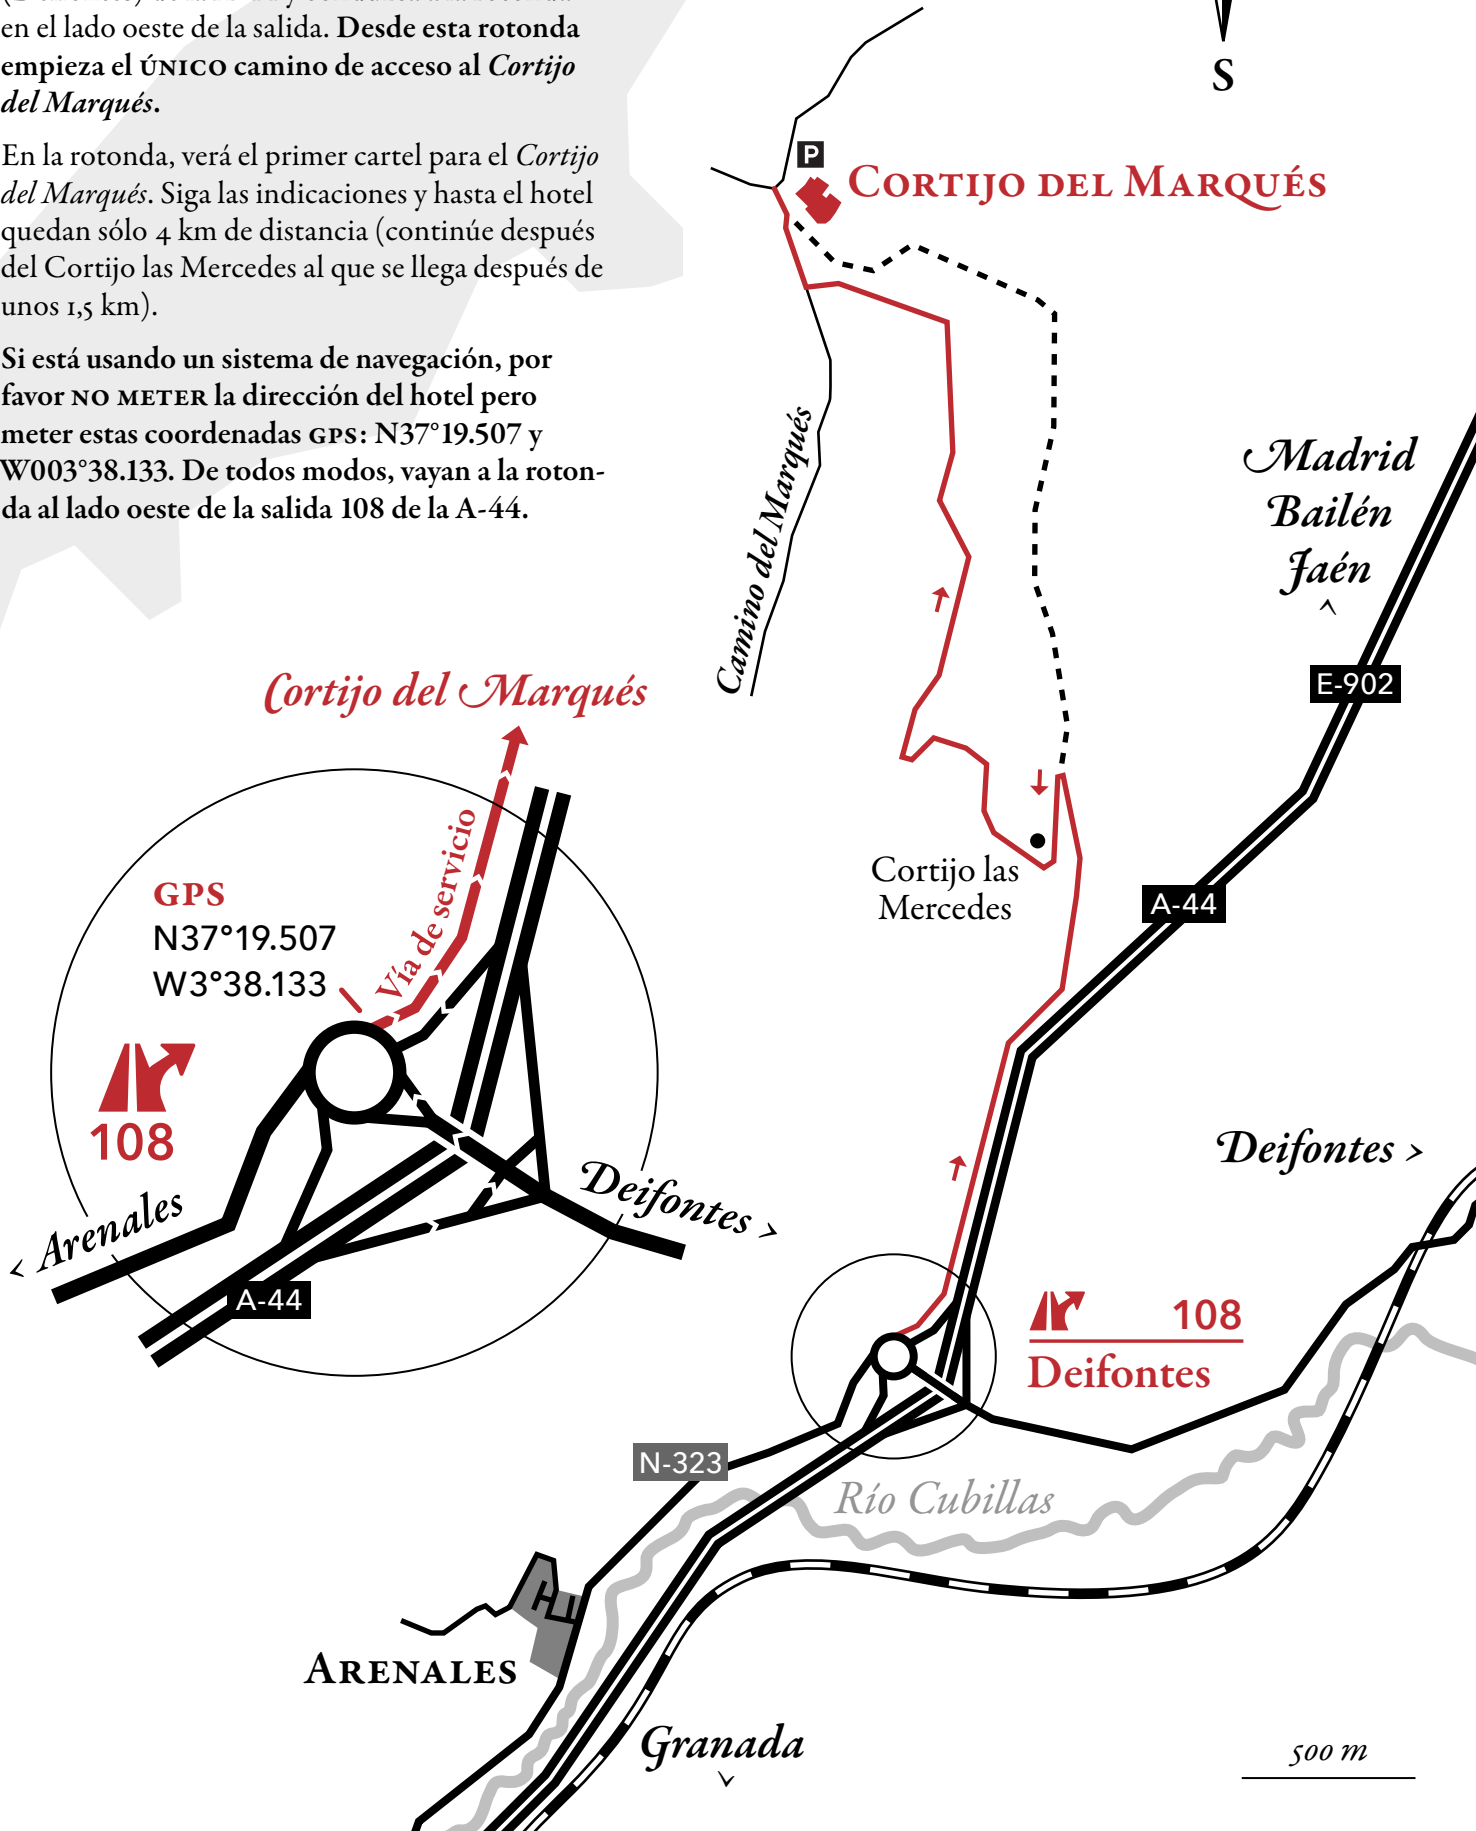 en el lado oeste de la salida. Desde esta rotonda
empieza el ÚNICO camino de acceso al Cortijo
del Marqués.
En la rotonda, verá el primer cartel para el Cortijo
del Marqués. Siga las indicaciones y hasta el hotel
quedan sólo 4 km de distancia (continúe después
del Cortijo las Mercedes al que se llega después de
unos 1,5 km).
Si está usando un sistema de navegación, por
favor NO METER la dirección del hotel pero
meter estas coordenadas GPS: N37°19.507 y
W003°38.133. De todos modos, vayan a la roton-
da al lado oeste de la salida 108 de la A-44.
S
P
CORTIJO DEL MARQUÉS
Camino del Marqués
Madrid
Bailén
Jaén
^
E-902
A-44
Cortijo las
Mercedes
Cortijo del Marqués
Vía de servicio
GPS
N37°19.507
W3°38.133
108
< Arenales
Deifontes >
A-44
Deifontes >
108
Deifontes
N-323
Río Cubillas
ARENALES
Granada
˅
500 m